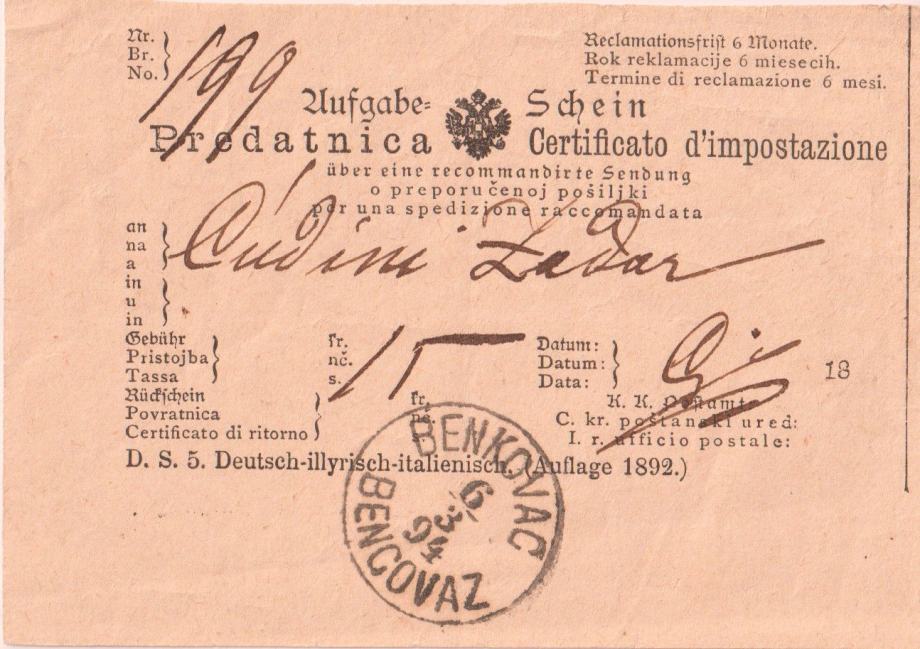 Nr.
Br.
No.
199
Reclamationsfrist 6 Monate.
Rok reklamacije 6 miesecih.
Termine di reclamazione 6 mesi.
Aufgabe= Schein
Predatnica Certificato d'impostazione
über eine recommandirte Sendung
o preporučenoj pošiljki
per una spedizione raccomandata
an
na
a
in
u
in
Zadar
Gebühr
Pristojba
Tassa
fr.
nč.
s.
15
Datum:
Datum:
Data:
18
Rückschein
Povratnica
Certificato di ritorno
fr.
K. K. Postamt
C. kr. poštanski ured:
I. r. ufficio postale:
D. S. 5. Deutsch-illyrisch-italienisch. (Auflage 1892.)
BENKOVAC
6
3
94
BENCOVAZ